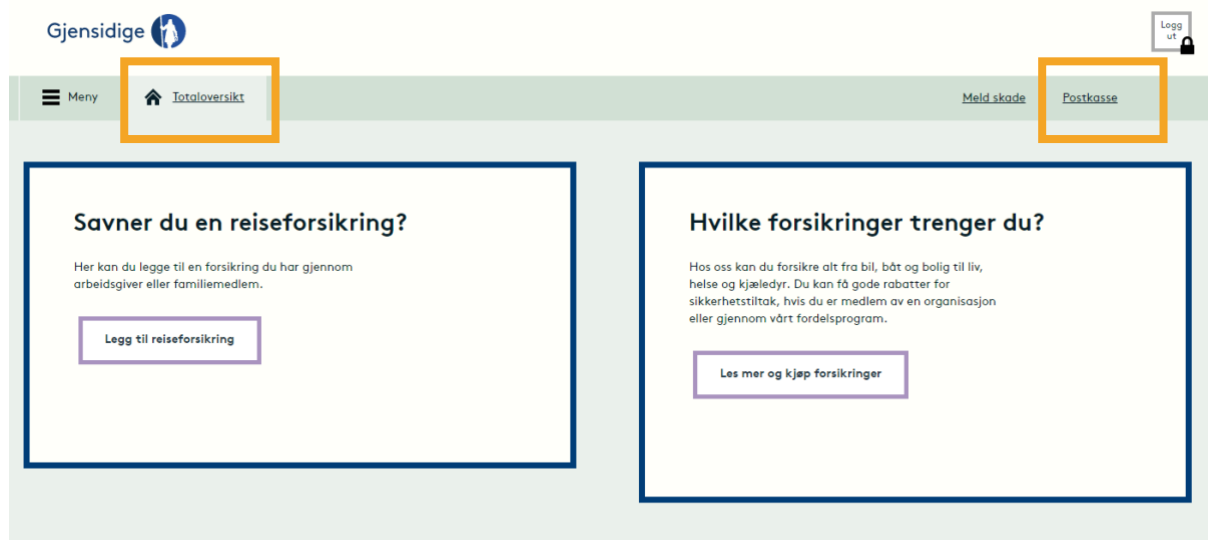 Gjensidige
Logg
ut
Meny
Totaloversikt
Meld skade
Postkasse
Savner du en reiseforsikring?
Her kan du legge til en forsikring du har gjennom
arbeidsgiver eller familiemedlem.
Legg til reiseforsikring
Hvilke forsikringer trenger du?
Hos oss kan du forsikre alt fra bil, båt og bolig til liv,
helse og kjæledyr. Du kan få gode rabatter for
sikkerhetstiltak, hvis du er medlem av en organisasjon
eller gjennom vårt fordelsprogram.
Les mer og kjøp forsikringer